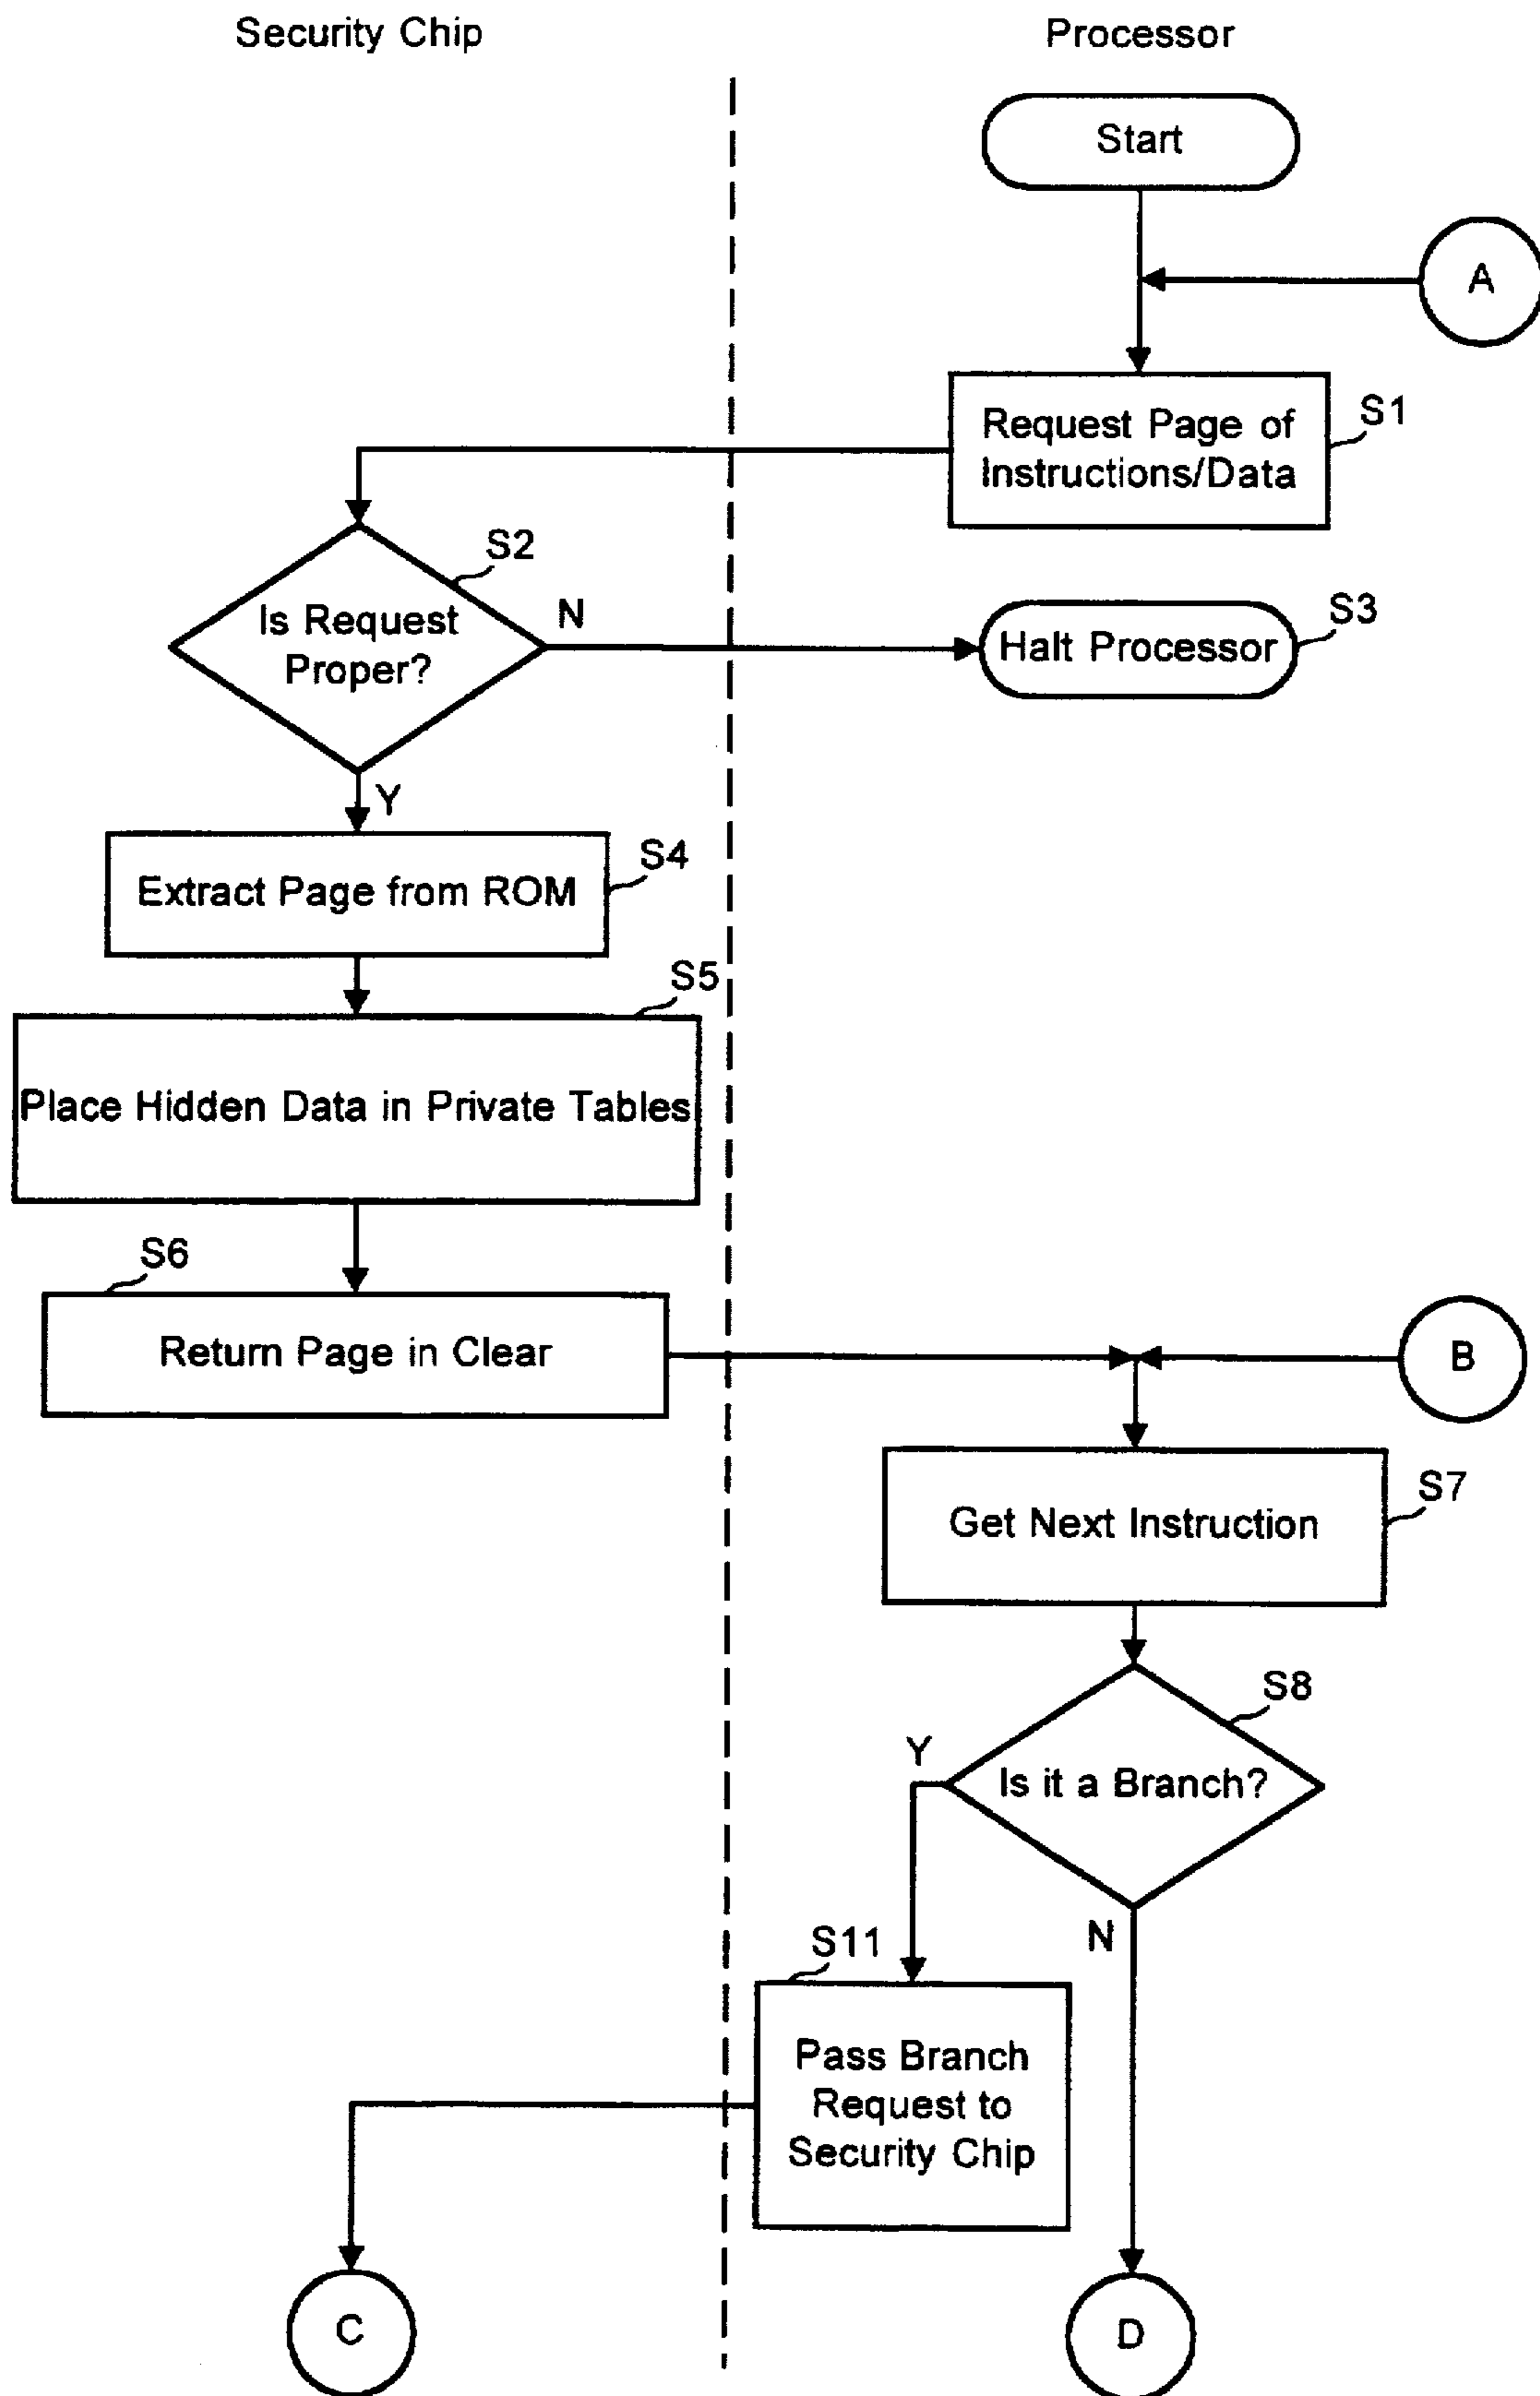 Security Chip
Processor
Start
A
Request Page of
Instructions/Data
S1
S2
Is Request
Proper?
N
Halt Processor
S3
Y
Extract Page from ROM
S4
S5
Place Hidden Data in Private Tables
S6
Return Page in Clear
B
Get Next Instruction
S7
S8
Is it a Branch?
Y
N
S11
Pass Branch
Request to
Security Chip
C
D